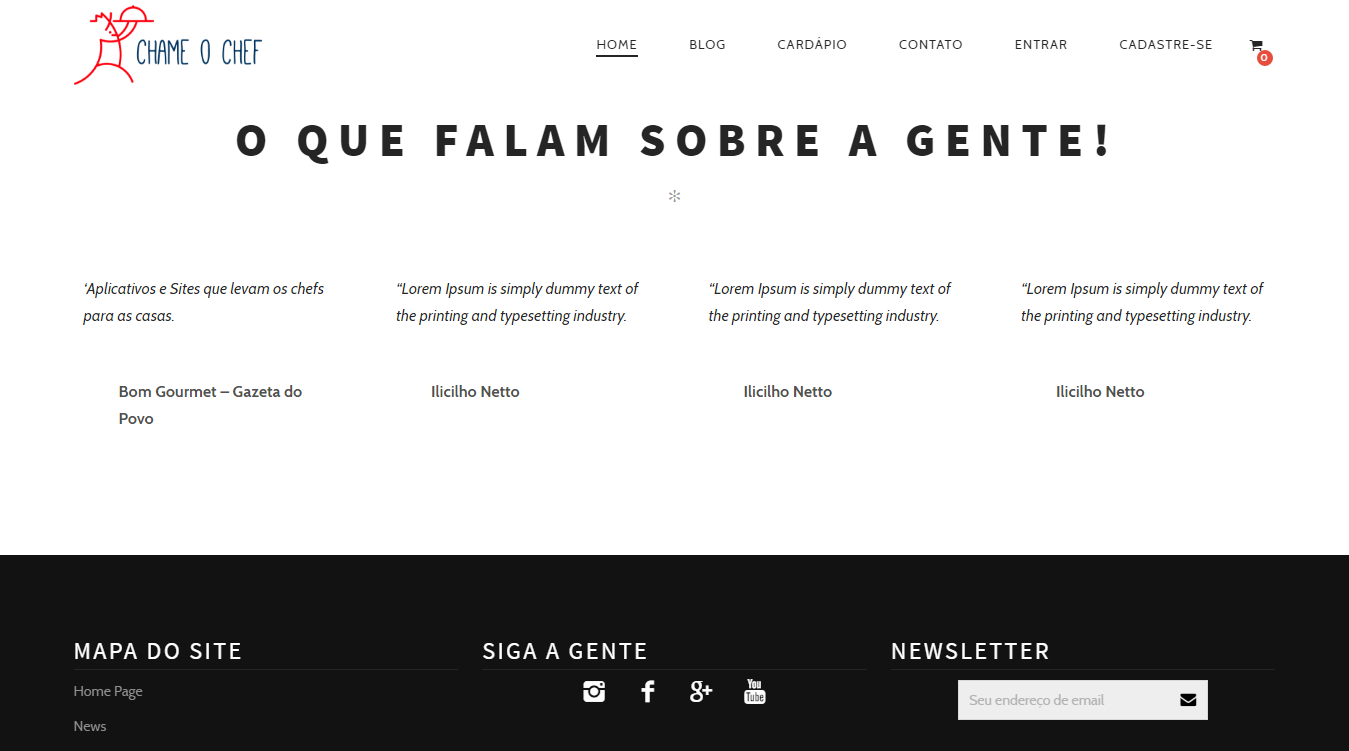 CHAME O CHEF
HOME BLOG CARDÁPIO CONTATO ENTRAR CADASTRE-SE
0
O QUE FALAM SOBRE A GENTE!
‘Aplicativos e Sites que levam os chefs
para as casas.
Bom Gourmet – Gazeta do
Povo
“Lorem Ipsum is simply dummy text of
the printing and typesetting industry.
Ilicilho Netto
“Lorem Ipsum is simply dummy text of
the printing and typesetting industry.
Ilicilho Netto
“Lorem Ipsum is simply dummy text of
the printing and typesetting industry.
Ilicilho Netto
MAPA DO SITE
Home Page
News
SIGA A GENTE
You
Tube
NEWSLETTER
Seu endereço de email